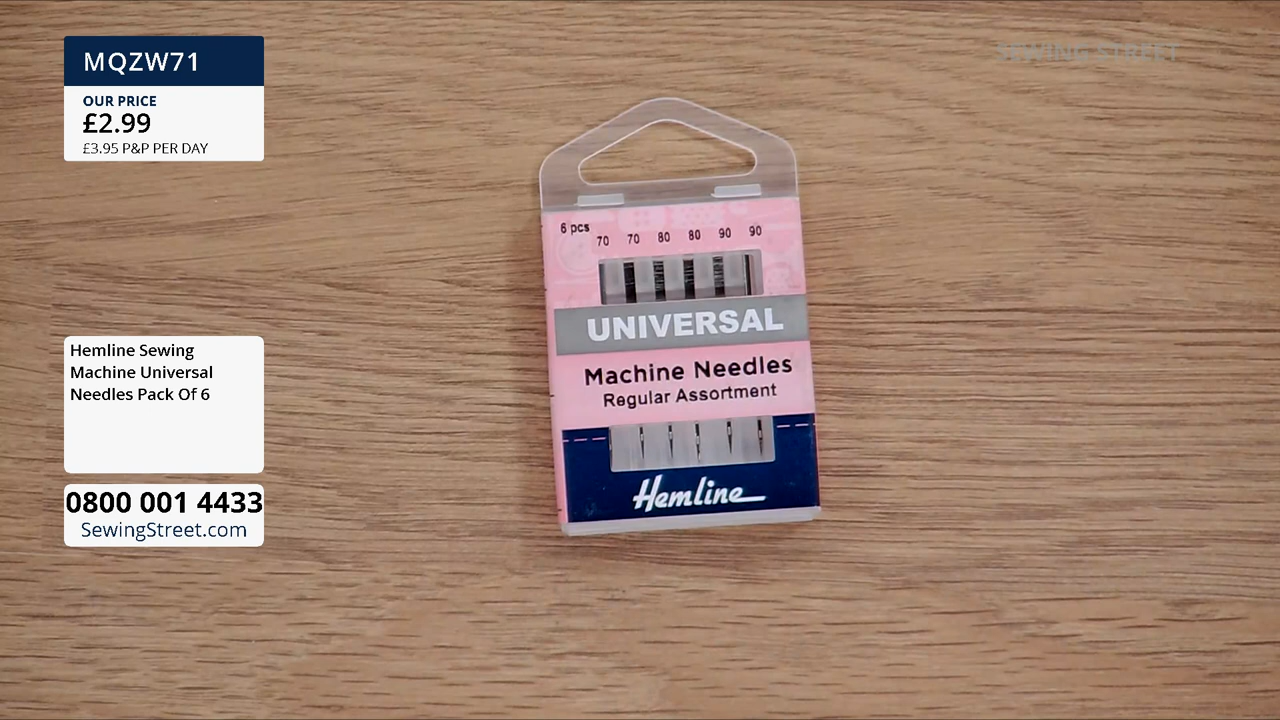 MQZW71
OUR PRICE
£2.99
£3.95 P&P PER DAY
SEWING STREET
6 pcs
70 70 80 80 90 90
UNIVERSAL
Machine Needles
Regular Assortment
Hemline
Hemline Sewing
Machine Universal
Needles Pack Of 6
0800 001 4433
SewingStreet.com